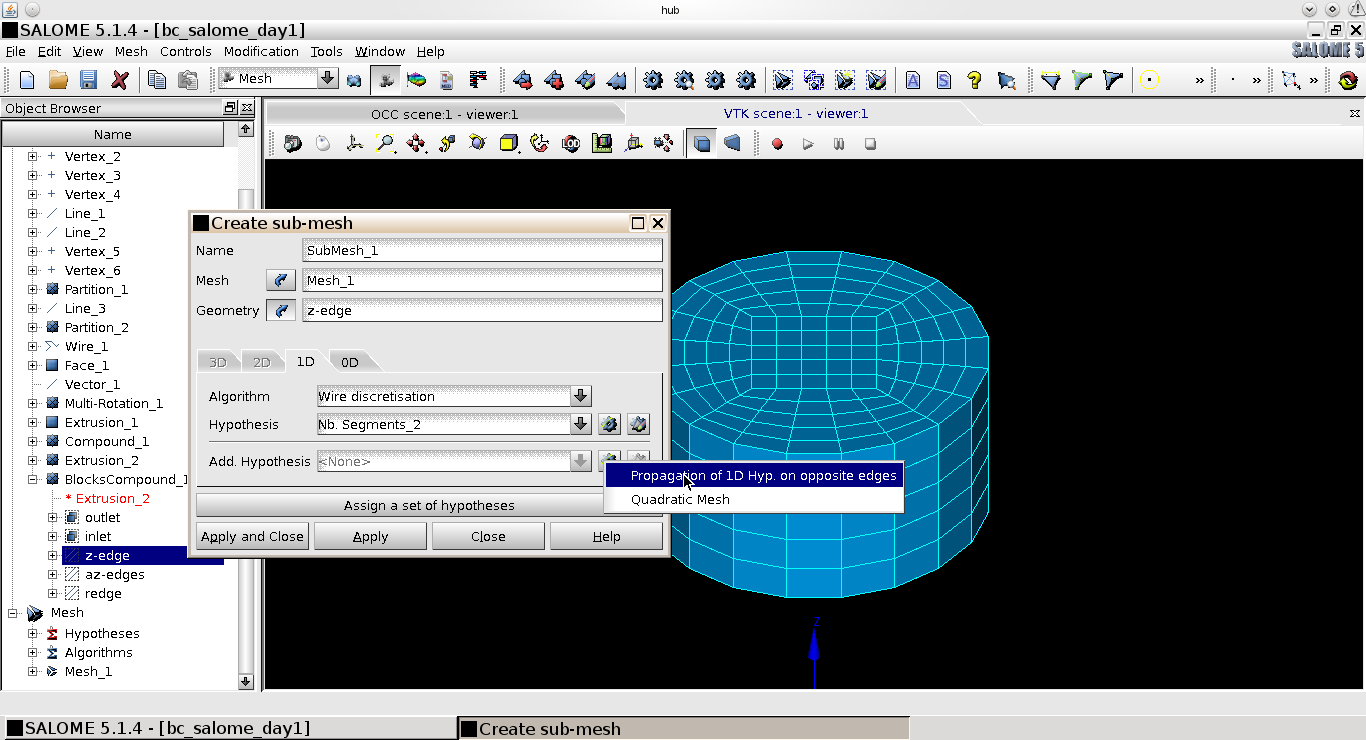 hub
SALOME 5.1.4 - [bc_salome_day1]
File Edit View Mesh Controls Modification Tools Window Help
SALOME 5
Mesh
A S ? » » »
Object Browser
OCC scene:1 - viewer:1
VTK scene:1 - viewer:1
Name
LOD
Vertex_2
Vertex_3
Vertex_4
Line_1
Line_2
Vertex_5
Vertex_6
Partition_1
Line_3
Partition_2
Wire_1
Face_1
Vector_1
Multi-Rotation_1
Extrusion_1
Compound_1
Extrusion_2
BlocksCompound_1
* Extrusion_2
outlet
inlet
z-edge
az-edges
redge
Mesh
Hypotheses
Algorithms
Mesh_1
Create sub-mesh
Name SubMesh_1
Mesh Mesh_1
Geometry z-edge
3D 2D 1D 0D
Algorithm Wire discretisation
Hypothesis Nb. Segments_2
Add. Hypothesis <None>
Propagation of 1D Hyp. on opposite edges
Quadratic Mesh
Assign a set of hypotheses
Apply and Close Apply Close Help
Z
SALOME 5.1.4 - [bc_salome_day1]
Create sub-mesh